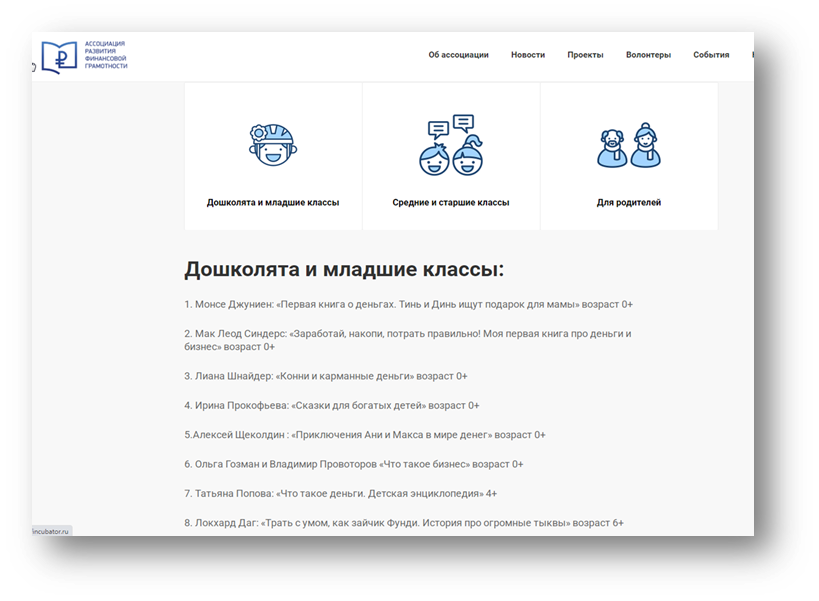 АССОЦИАЦИЯ
РАЗВИТИЯ
ФИНАНСОВОЙ
ГРАМОТНОСТИ
Об ассоциации Новости Проекты Волонтеры События
Дошколята и младшие классы Средние и старшие классы Для родителей
Дошколята и младшие классы:
1. Монсе Джуниен: «Первая книга о деньгах. Тинь и Динь ищут подарок для мамы» возраст 0+
2. Мак Леод Синдерс: «Заработай, накопи, потрать правильно! Моя первая книга про деньги и
бизнес» возраст 0+
3. Лиана Шнайдер: «Конни и карманные деньги» возраст 0+
4. Ирина Прокофьева: «Сказки для богатых детей» возраст 0+
5.Алексей Щеколдин : «Приключения Ани и Макса в мире денег» возраст 0+
6. Ольга Гозман и Владимир Провоторов «Что такое бизнес» возраст 0+
7. Татьяна Попова: «Что такое деньги. Детская энциклопедия» 4+
8. Локхард Даг: «Трать с умом, как зайчик Фунди. История про огромные тыквы» возраст 6+
incubator.ru